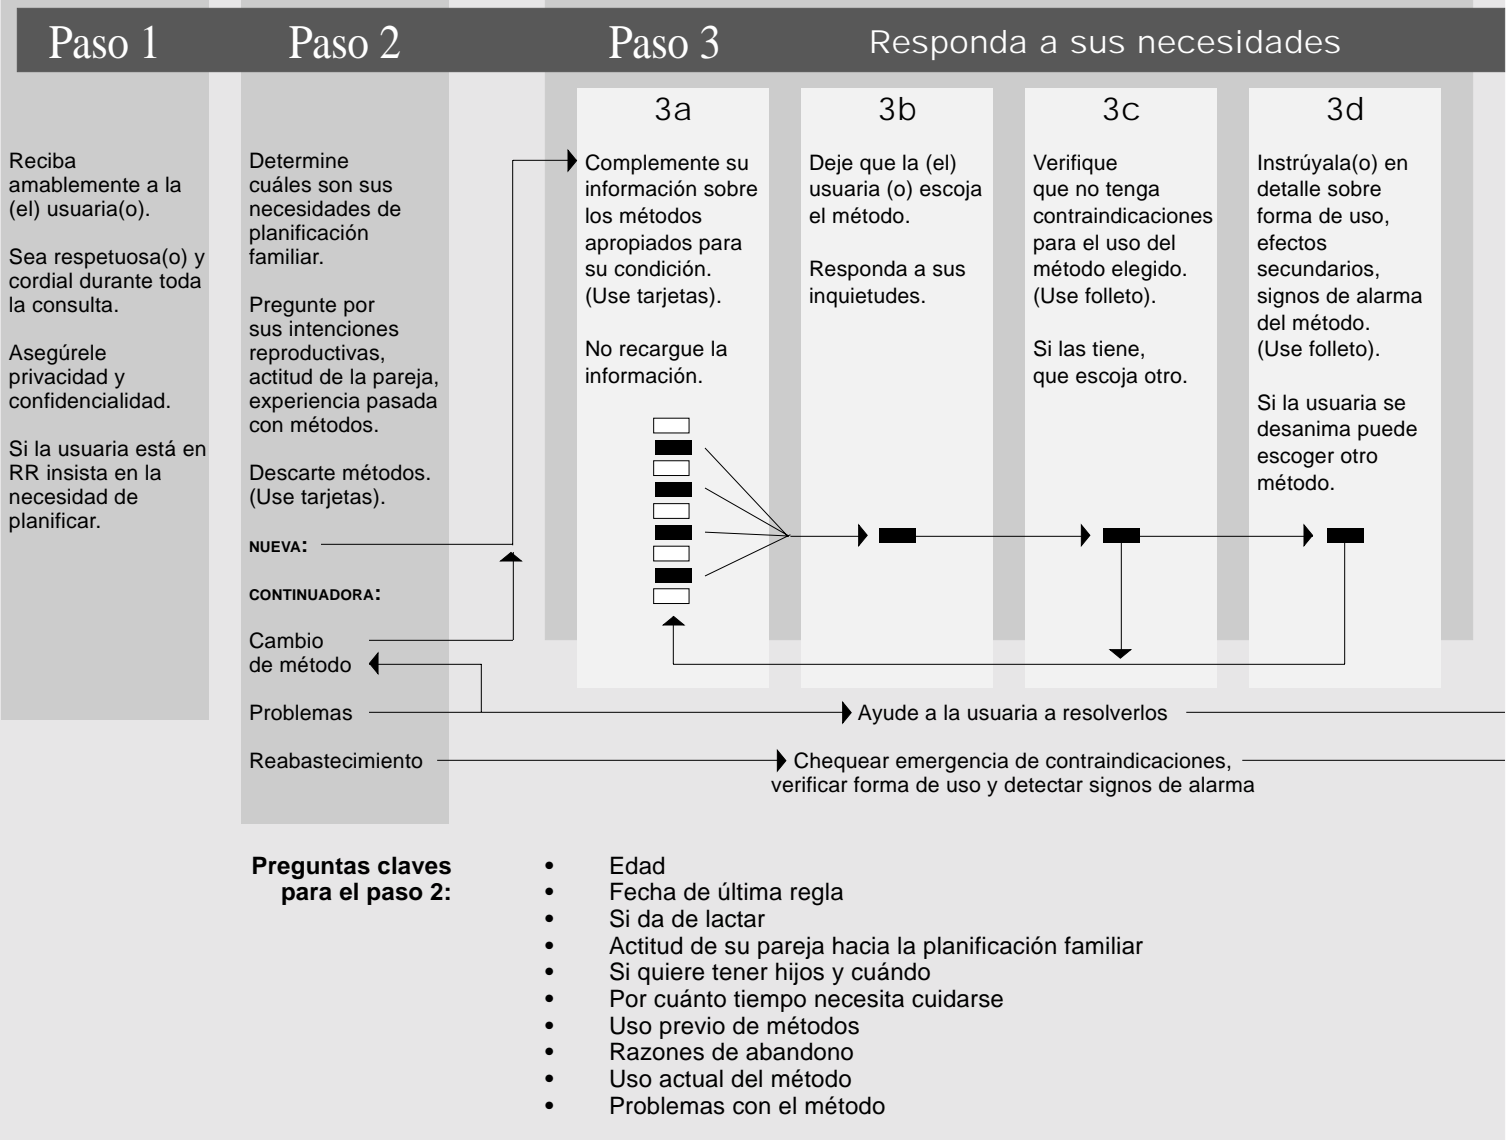 Paso 1
Paso 2
Paso 3
Responda a sus necesidades
Reciba
amablemente a la
(el) usuaria(o).
Sea respetuosa(o) y
cordial durante toda
la consulta.
Asegúrele
privacidad y
confidencialidad.
Si la usuaria está en
RR insista en la
necesidad de
planificar.
Determine
cuáles son sus
necesidades de
planificación
familiar.
Pregunte por
sus intenciones
reproductivas,
actitud de la pareja,
experiencia pasada
con métodos.
Descarte métodos.
(Use tarjetas).
NUEVA:
CONTINUADORA:
Cambio
de método
Problemas
Reabastecimiento
3a
Complemente su
información sobre
los métodos
apropiados para
su condición.
(Use tarjetas).
No recargue la
información.
3b
Deje que la (el)
usuaria (o) escoja
el método.
Responda a sus
inquietudes.
3c
Verifique
que no tenga
contraindicaciones
para el uso del
método elegido.
(Use folleto).
Si las tiene,
que escoja otro.
3d
Instrúyala(o) en
detalle sobre
forma de uso,
efectos
secundarios,
signos de alarma
del método.
(Use folleto).
Si la usuaria se
desanima puede
escoger otro
método.
Ayude a la usuaria a resolverlos
Chequear emergencia de contraindicaciones,
verificar forma de uso y detectar signos de alarma
Preguntas claves
para el paso 2:
• Edad
• Fecha de última regla
• Si da de lactar
• Actitud de su pareja hacia la planificación familiar
• Si quiere tener hijos y cuándo
• Por cuánto tiempo necesita cuidarse
• Uso previo de métodos
• Razones de abandono
• Uso actual del método
• Problemas con el método